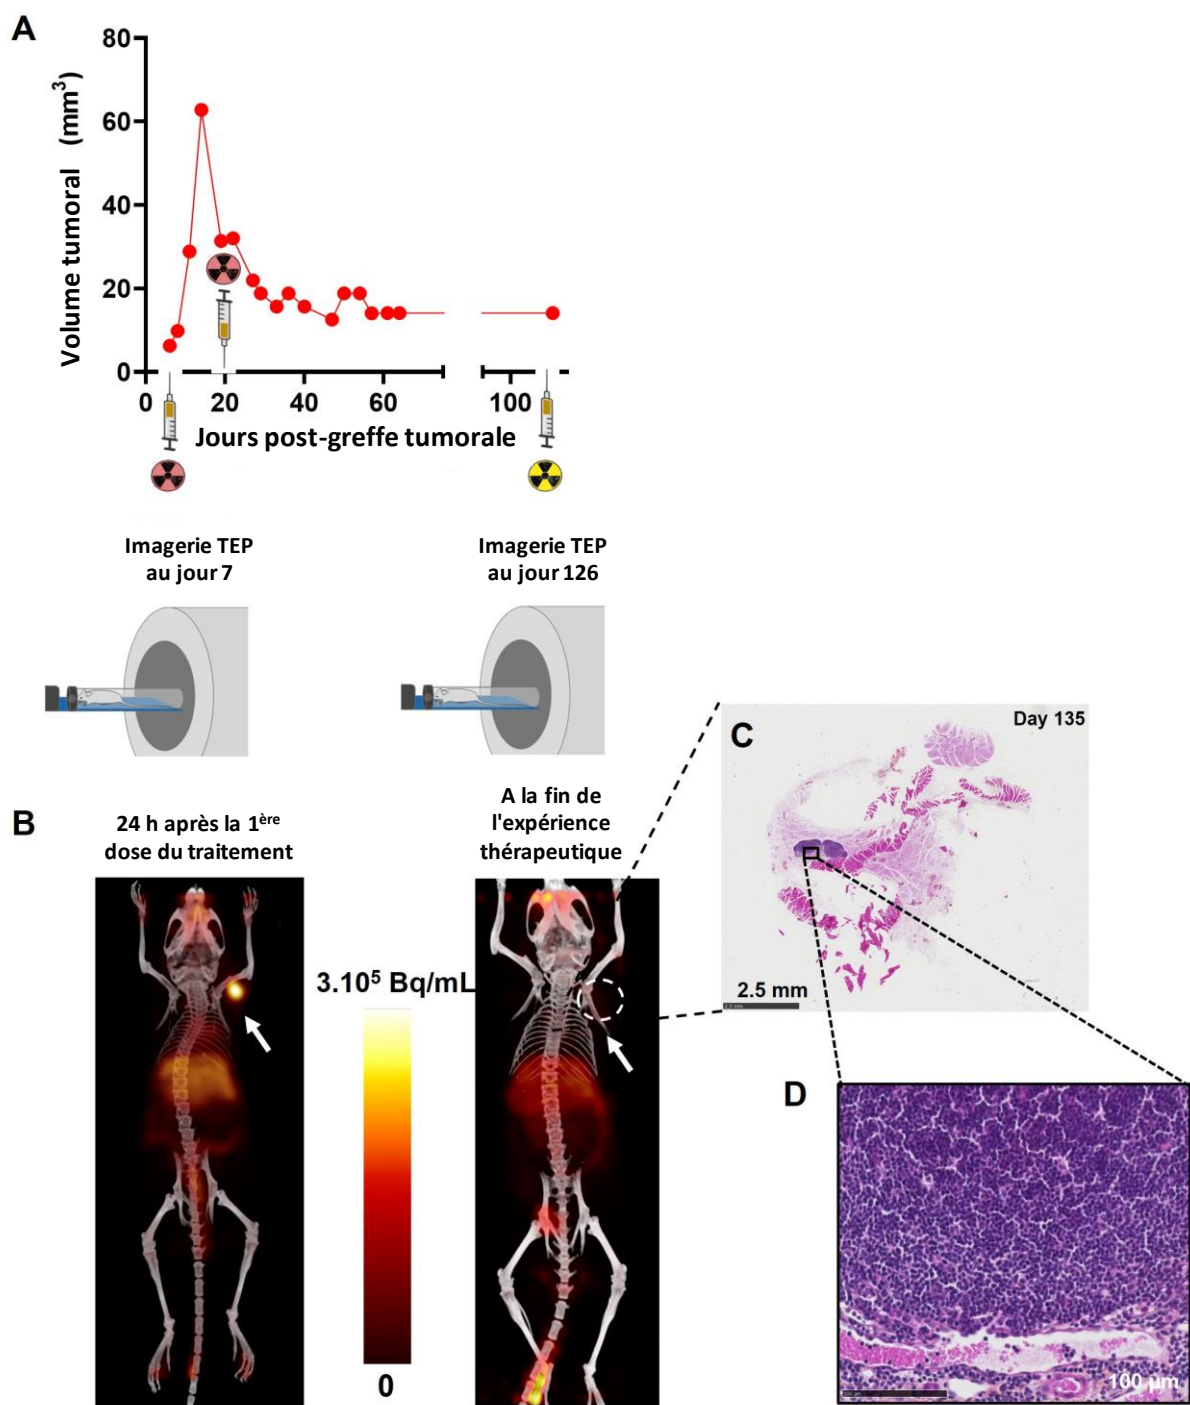 A
80
60
40
20
0
Volume tumoral (mm³)
0 20 40 60 100
Jours post-greffe tumorale
Imagerie TEP
au jour 7
Imagerie TEP
au jour 126
B
24 h après la 1ère
dose du traitement
A la fin de
l'expérience
thérapeutique
3.10⁵ Bq/mL
0
C
Day 135
2.5 mm
D
100 µm